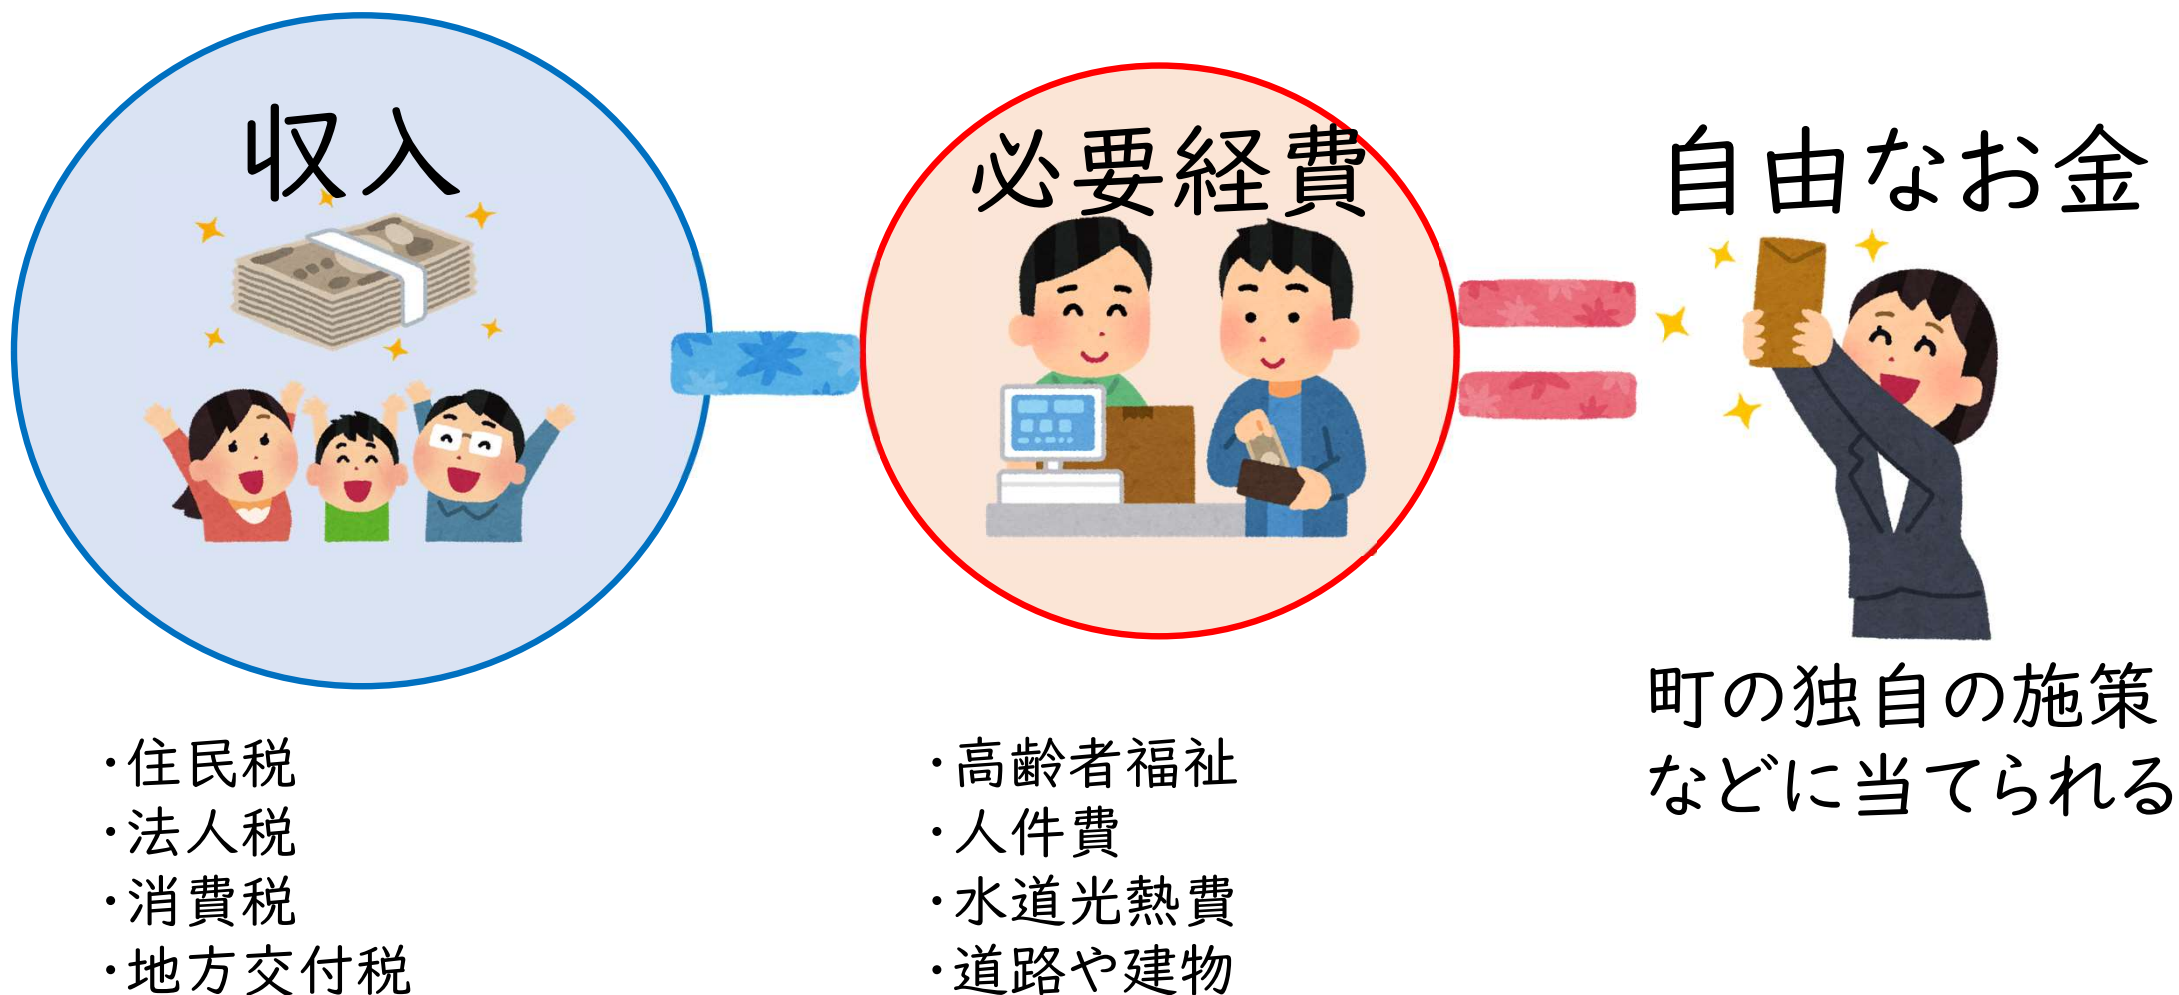 収入
必要経費
自由なお金
町の独自の施策
などに当てられる
・住民税
・法人税
・消費税
・地方交付税
・高齢者福祉
・人件費
・水道光熱費
・道路や建物